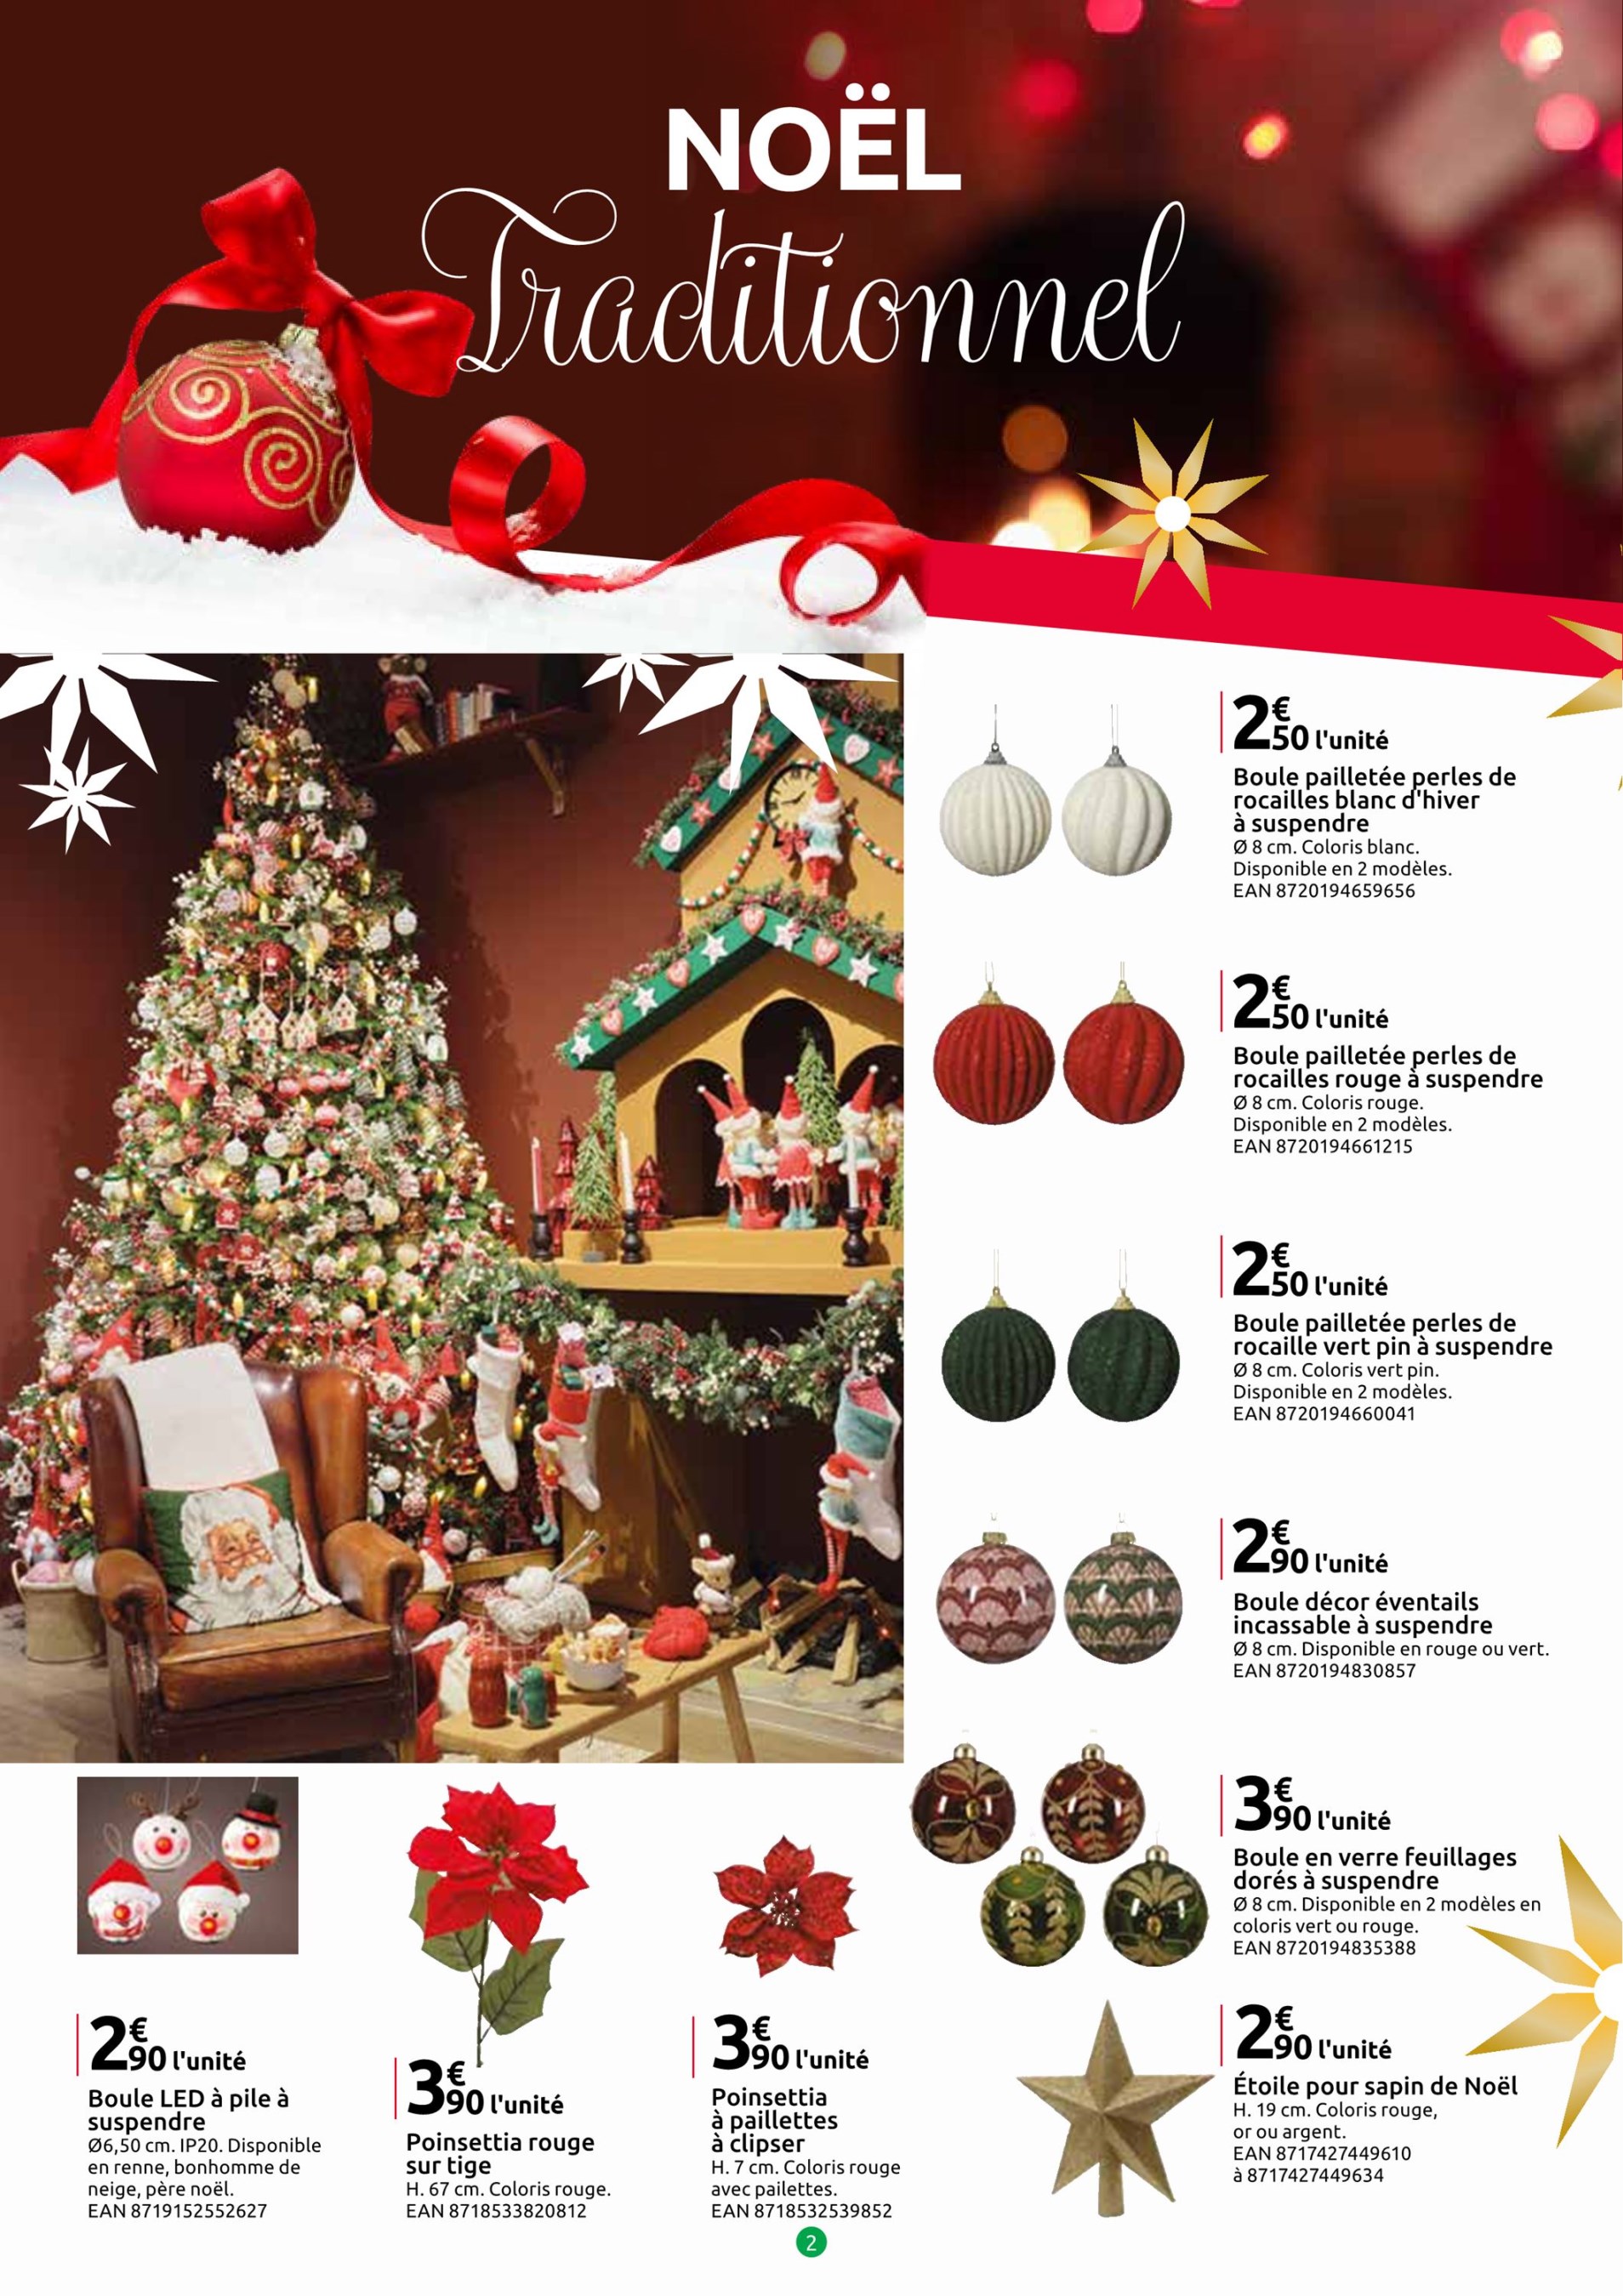 NOËL
Traditionnel
2€50 l'unité
Boule pailletée perles de
rocailles blanc d'hiver
à suspendre
Ø 8 cm. Coloris blanc.
Disponible en 2 modèles.
EAN 8720194659656
2€50 l'unité
Boule pailletée perles de
rocailles rouge à suspendre
Ø 8 cm. Coloris rouge.
Disponible en 2 modèles.
EAN 8720194661215
2€50 l'unité
Boule pailletée perles de
rocaille vert pin à suspendre
Ø 8 cm. Coloris vert pin.
Disponible en 2 modèles.
EAN 8720194660041
2€90 l'unité
Boule décor éventails
incassable à suspendre
Ø 8 cm. Disponible en rouge ou vert.
EAN 8720194830857
3€90 l'unité
Boule en verre feuillages
dorés à suspendre
Ø 8 cm. Disponible en 2 modèles en
coloris vert ou rouge.
EAN 8720194835388
2€90 l'unité
Étoile pour sapin de Noël
H. 19 cm. Coloris rouge,
or ou argent.
EAN 8717427449610
à 8717427449634
2€90 l'unité
Boule LED à pile à
suspendre
Ø6,50 cm. IP20. Disponible
en renne, bonhomme de
neige, père noël.
EAN 8719152552627
3€90 l'unité
Poinsettia rouge
sur tige
H. 67 cm. Coloris rouge.
EAN 8718533820812
3€90 l'unité
Poinsettia
à paillettes
à clipser
H. 7 cm. Coloris rouge
avec pailettes.
EAN 8718532539852
2